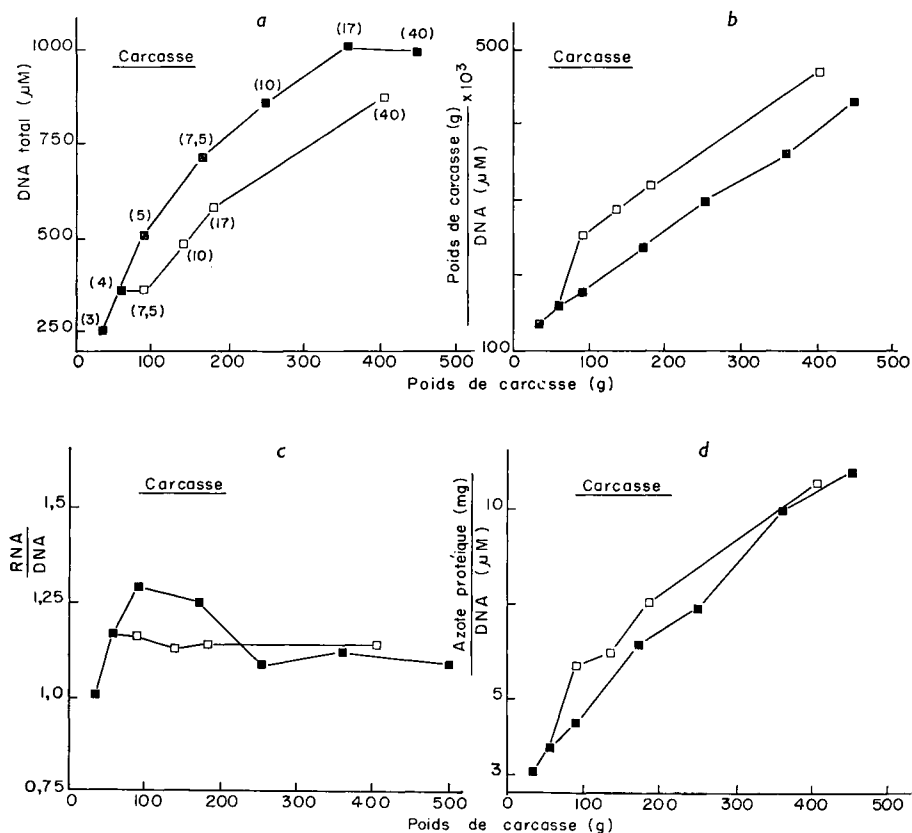 a
Carcasse
DNA total (µM)
1000
750
500
250
(3)
(4)
(5)
(7,5)
(10)
(17)
(40)
(7,5)
(10)
(17)
(40)
0
100
200
300
400
500
b
Carcasse
Poids de carcasse (g)
DNA (µM)
x 10³
500
100
0
100
200
300
400
500
Poids de carcasse (g)
c
Carcasse
RNA
DNA
1,5
1,25
1,0
0,75
0
100
200
300
400
500
d
Carcasse
Azote protéique (mg)
DNA (µM)
10
5
3
0
100
200
300
400
500
Poids de carcasse (g)